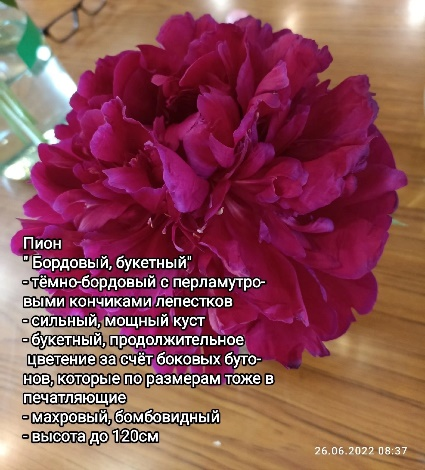 Пион
" Бордовый, букетный"
- тёмно-бордовый с перламутро-
выми кончиками лепестков
- сильный, мощный куст
- букетный, продолжительное
цветение за счёт боковых буто-
нов, которые по размерам тоже в
печатляющие
- махровый, бомбовидный
- высота до 120см
26.06.2022 08:37